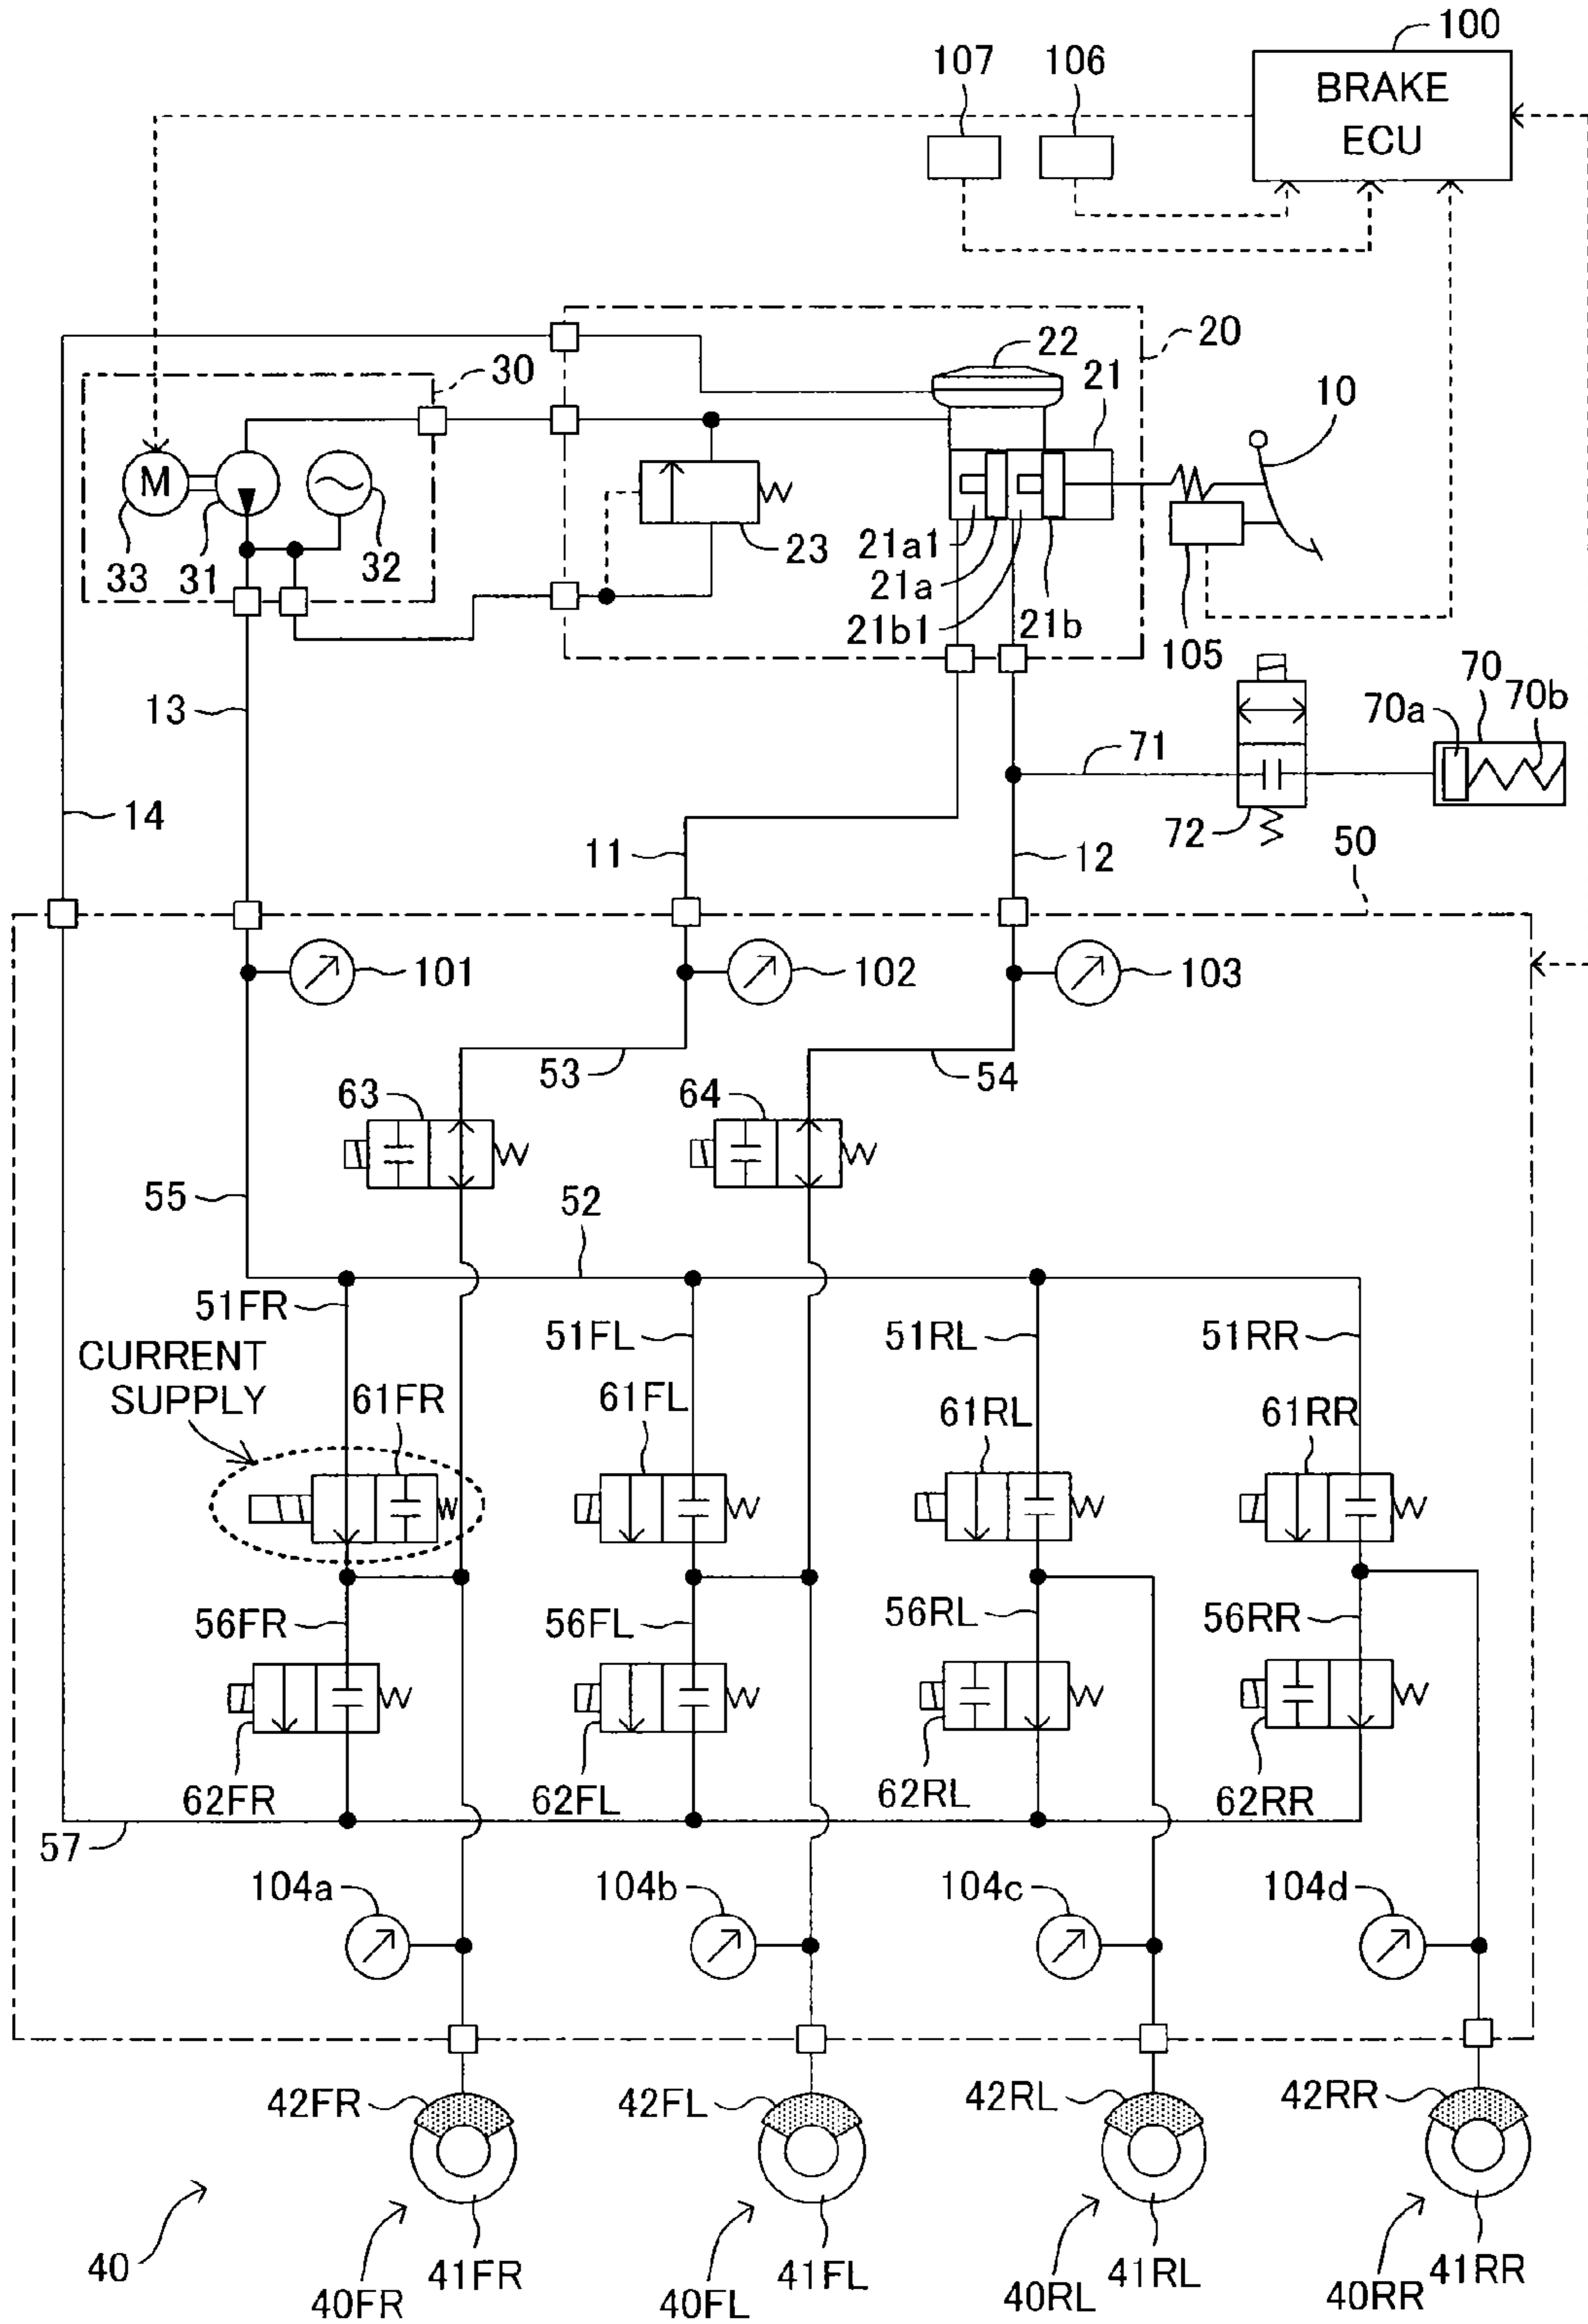 100
107 106
BRAKE
ECU
20
22
30
21
10
M
33 31 32
23
21a1
21a
21b1
21b
105
13
70
70a
70b
71
14
72
11
12
50
101
102
103
53
54
63
64
55
52
51FR
51FL
51RL
51RR
CURRENT
SUPPLY
61FR
61FL
61RL
61RR
56FR
56FL
56RL
56RR
62FR
62FL
62RL
62RR
57
104a
104b
104c
104d
42FR
42FL
42RL
42RR
40
40FR
41FR
40FL
41FL
40RL
41RL
40RR
41RR